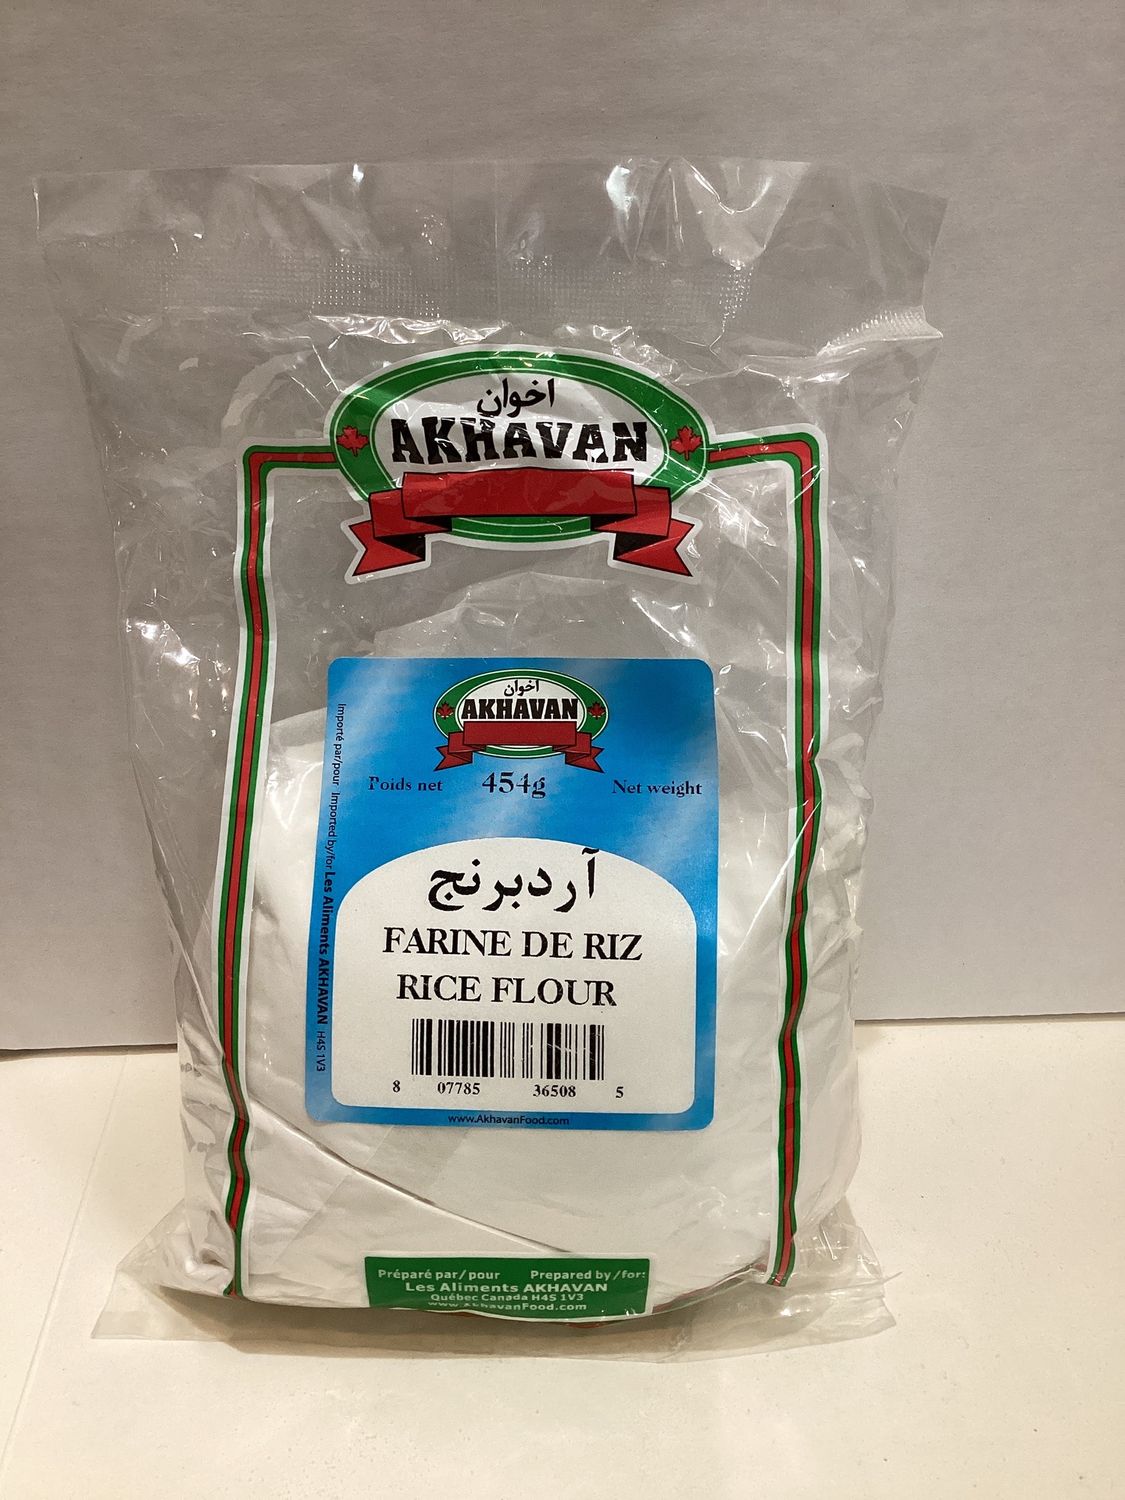 اخوان
AKHAVAN
اخوان
AKHAVAN
Poids net 454g Net weight
آردبرنج
FARINE DE RIZ
RICE FLOUR
8 07785 36508 5
www.AkhavanFood.com
Importé par/pour Imported by/for Les Aliments AKHAVAN H4S 1V3
Préparé par/pour Prepared by/for:
Les Aliments AKHAVAN
Québec Canada H4S 1V3
www.AkhavanFood.com